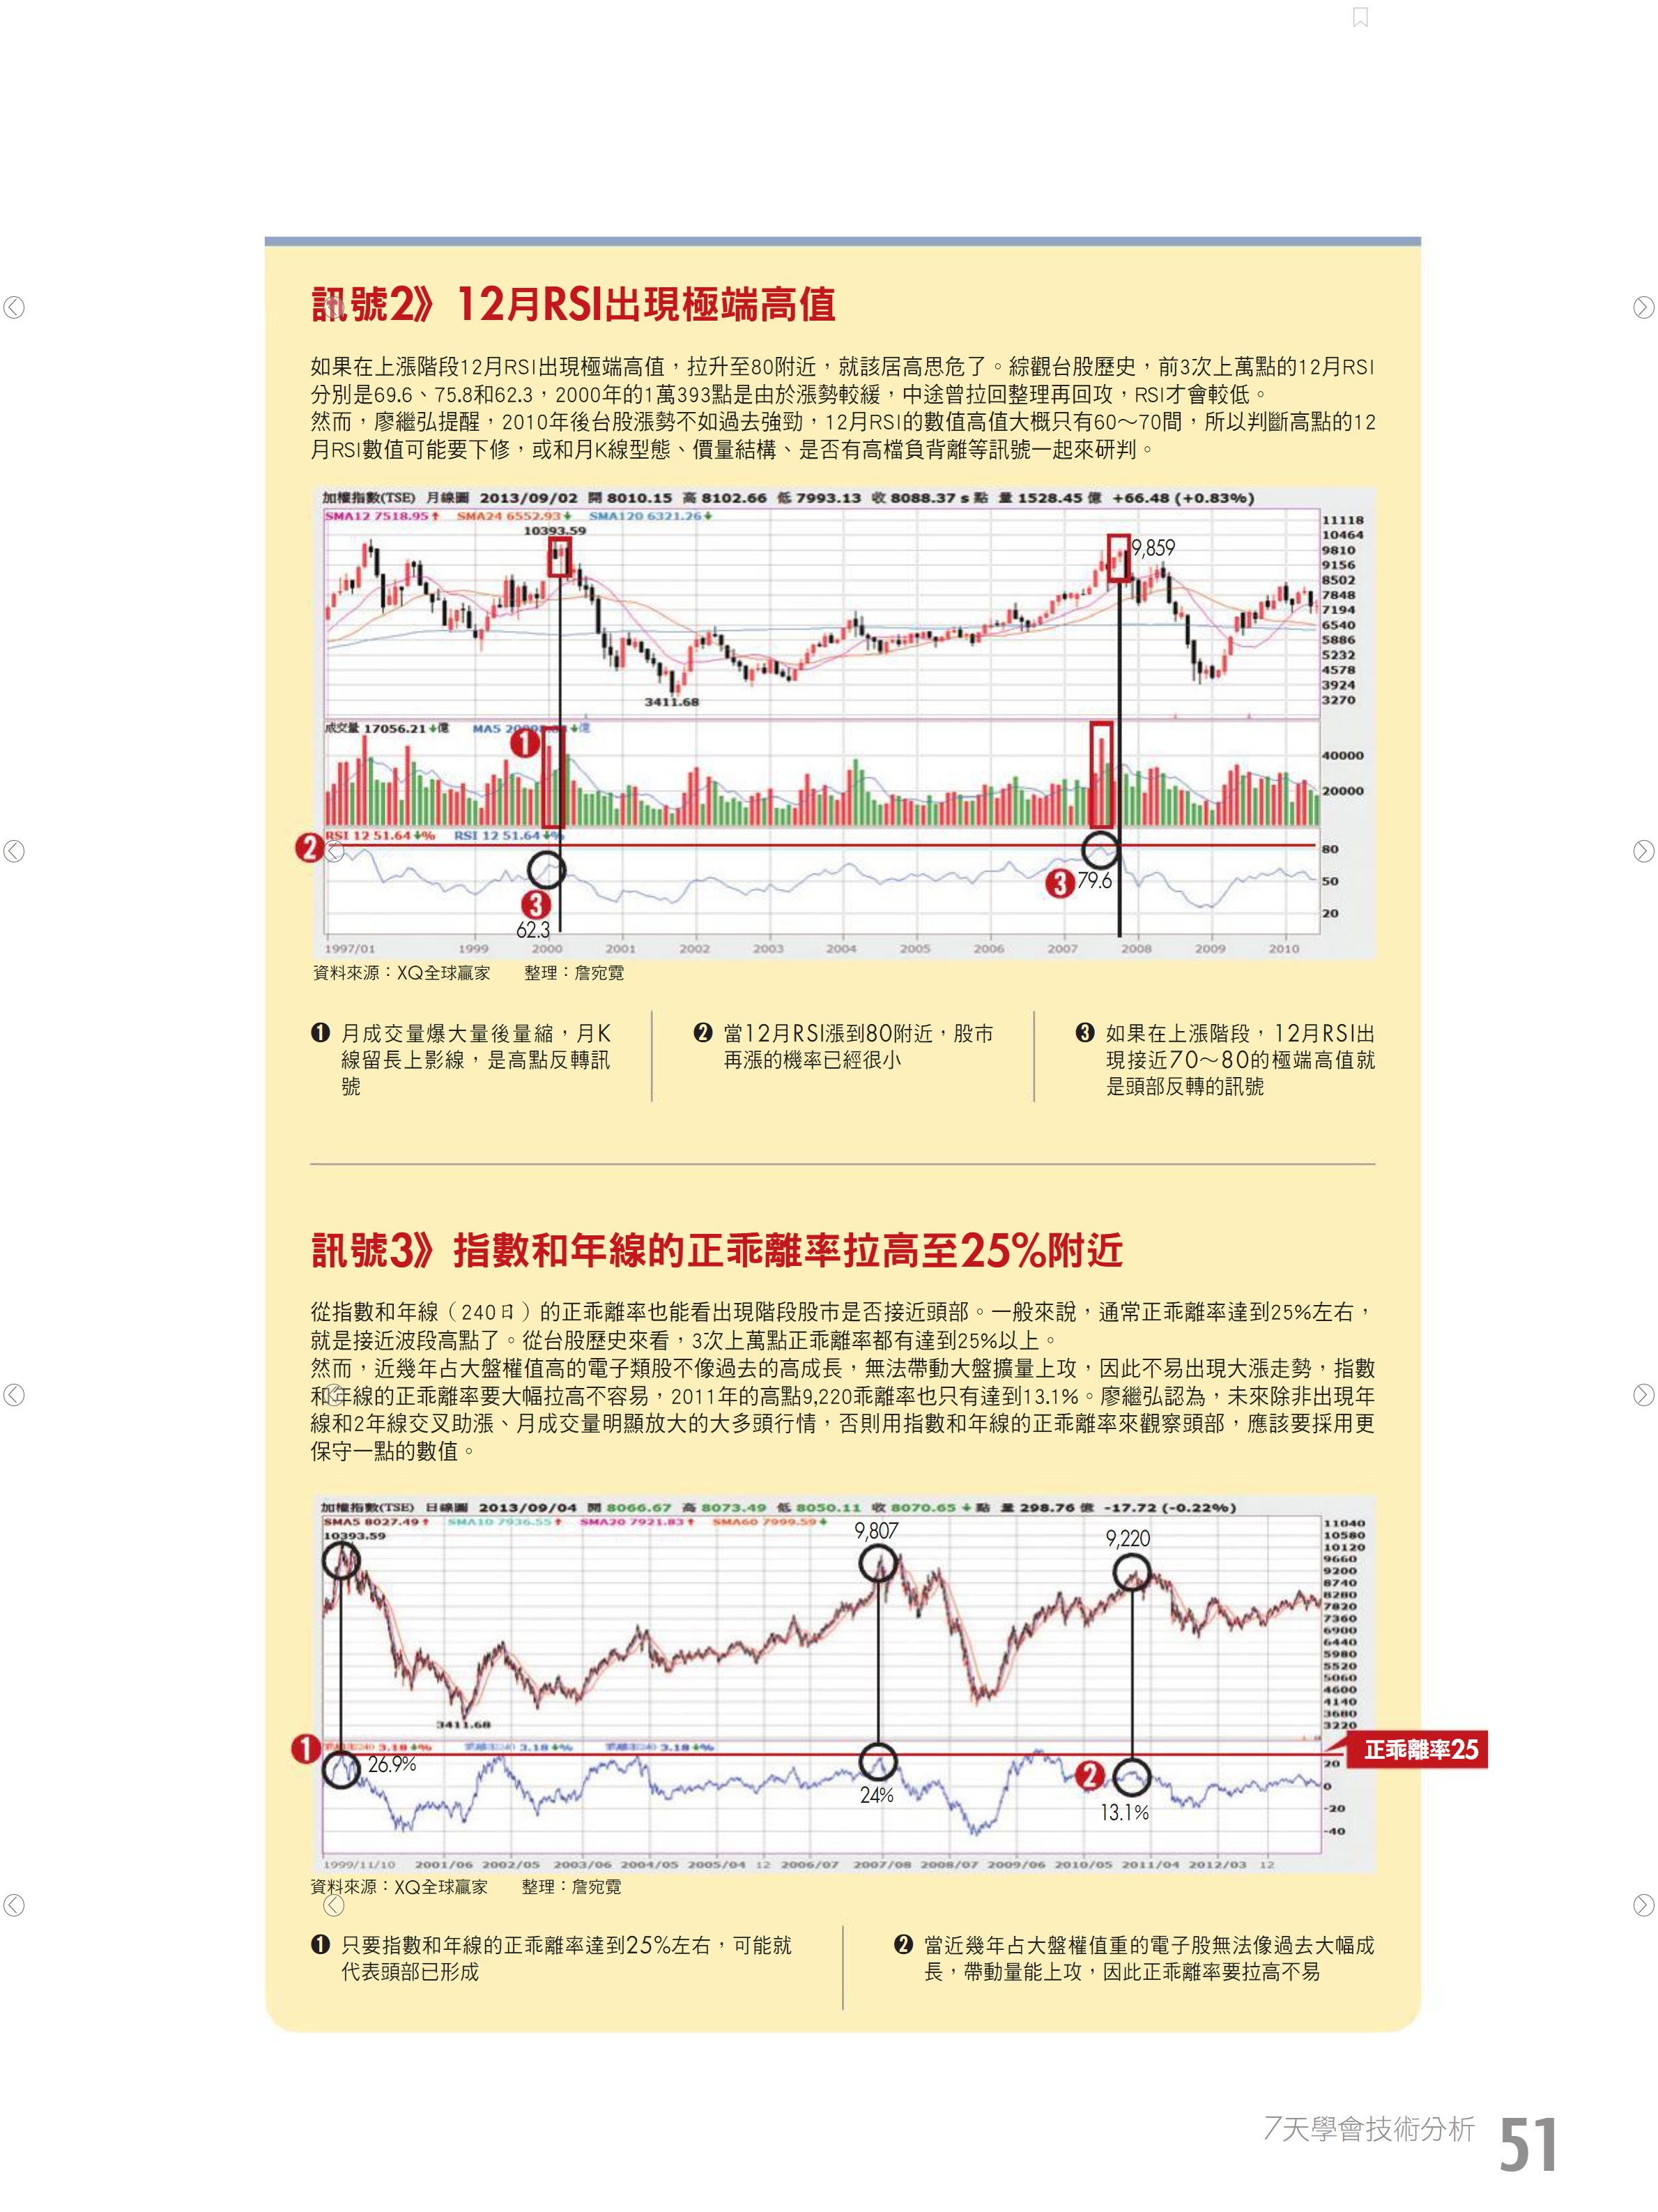 訊號2》12月RSI出現極端高值
如果在上漲階段12月RSI出現極端高值，拉升至80附近，就該居高思危了。綜觀台股歷史，前3次上萬點的12月RSI
分別是69.6、75.8和62.3，2000年的1萬393點是由於漲勢較緩，中途曾拉回整理再回攻，RSI才會較低。
然而，廖繼弘提醒，2010年後台股漲勢不如過去強勁，12月RSI的數值高值大概只有60～70間，所以判斷高點的12
月RSI數值可能要下修，或和月K線型態、價量結構、是否有高檔負背離等訊號一起來研判。
加權指數(TSE) 月線圖 2013/09/02 開 8010.15 高 8102.66 低 7993.13 收 8088.37 s 點 量 1528.45 億 +66.48 (+0.83%)
SMA12 7518.95↑ SMA24 6552.93↓ SMA120 6321.26↓
10393.59
9,859
3411.68
11118
10464
9810
9156
8502
7848
7194
6540
5886
5232
4578
3924
3270
成交量 17056.21↓億 MA5
❶
40000
20000
RSI 12 51.64↓% RSI 12 51.64↓%
❷
❸
62.3
❸ 79.6
80
50
20
1997/01 1999 2000 2001 2002 2003 2004 2005 2006 2007 2008 2009 2010
資料來源：XQ全球贏家 整理：詹宛霓
❶ 月成交量爆大量後量縮，月K
線留長上影線，是高點反轉訊
號
❷ 當12月RSI漲到80附近，股市
再漲的機率已經很小
❸ 如果在上漲階段，12月RSI出
現接近70～80的極端高值就
是頭部反轉的訊號
訊號3》指數和年線的正乖離率拉高至25%附近
從指數和年線（240日）的正乖離率也能看出現階段股市是否接近頭部。一般來說，通常正乖離率達到25%左右，
就是接近波段高點了。從台股歷史來看，3次上萬點正乖離率都有達到25%以上。
然而，近幾年占大盤權值高的電子類股不像過去的高成長，無法帶動大盤擴量上攻，因此不易出現大漲走勢，指數
和年線的正乖離率要大幅拉高不容易，2011年的高點9,220乖離率也只有達到13.1%。廖繼弘認為，未來除非出現年
線和2年線交叉助漲、月成交量明顯放大的大多頭行情，否則用指數和年線的正乖離率來觀察頭部，應該要採用更
保守一點的數值。
加權指數(TSE) 日線圖 2013/09/04 開 8066.67 高 8073.49 低 8050.11 收 8070.65 ↓ 點 量 298.76 億 -17.72 (-0.22%)
SMA5 8027.49↑ SMA10 7936.55↑ SMA20 7921.83↑ SMA60 7999.59↓
10393.59
9,807
9,220
3411.68
11040
10580
10120
9660
9200
8740
8280
7820
7360
6900
6440
5980
5520
5060
4600
4140
3680
3220
❶
乖離率240 3.18↓% 乖離率240 3.18↓% 乖離率240 3.18↓%
正乖離率25
26.9%
24%
❷
13.1%
20
0
-20
-40
1999/11/10 2001/06 2002/05 2003/06 2004/05 2005/04 12 2006/07 2007/08 2008/07 2009/06 2010/05 2011/04 2012/03 12
資料來源：XQ全球贏家 整理：詹宛霓
❶ 只要指數和年線的正乖離率達到25%左右，可能就
代表頭部已形成
❷ 當近幾年占大盤權值重的電子股無法像過去大幅成
長，帶動量能上攻，因此正乖離率要拉高不易
7天學會技術分析 51